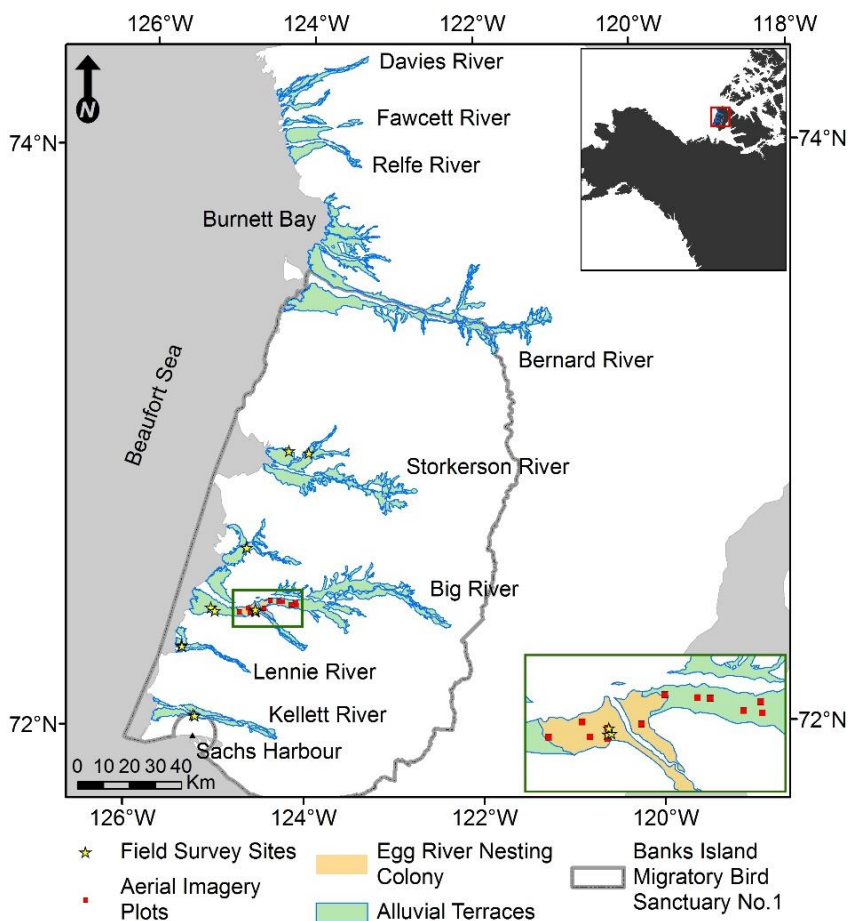 126°W 124°W 120°W 118°W
N
Davies River
Fawcett River
74°N
74°N
Relfe River
Burnett Bay
Bernard River
Beaufort Sea
Storkerson River
Big River
Lennie River
72°N
72°N
Kellett River
Sachs Harbour
0 10 20 30 40
Km
126°W 124°W 122°W 120°W
Field Survey Sites
Aerial Imagery
Plots
Egg River Nesting
Colony
Alluvial Terraces
Banks Island
Migratory Bird
Sanctuary No.1